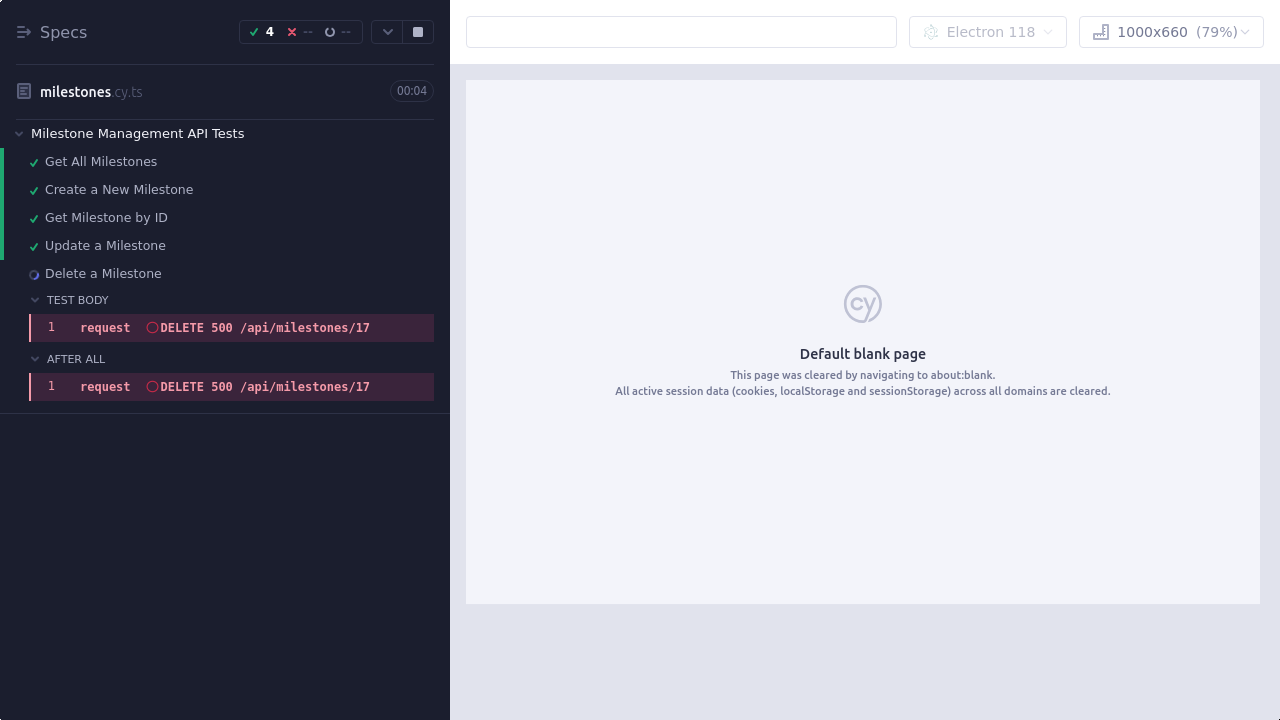 Specs
4
--
--
milestones.cy.ts
00:04
Milestone Management API Tests
Get All Milestones
Create a New Milestone
Get Milestone by ID
Update a Milestone
Delete a Milestone
TEST BODY
1 request DELETE 500 /api/milestones/17
AFTER ALL
1 request DELETE 500 /api/milestones/17
Electron 118
1000x660 (79%)
cy
Default blank page
This page was cleared by navigating to about:blank.
All active session data (cookies, localStorage and sessionStorage) across all domains are cleared.